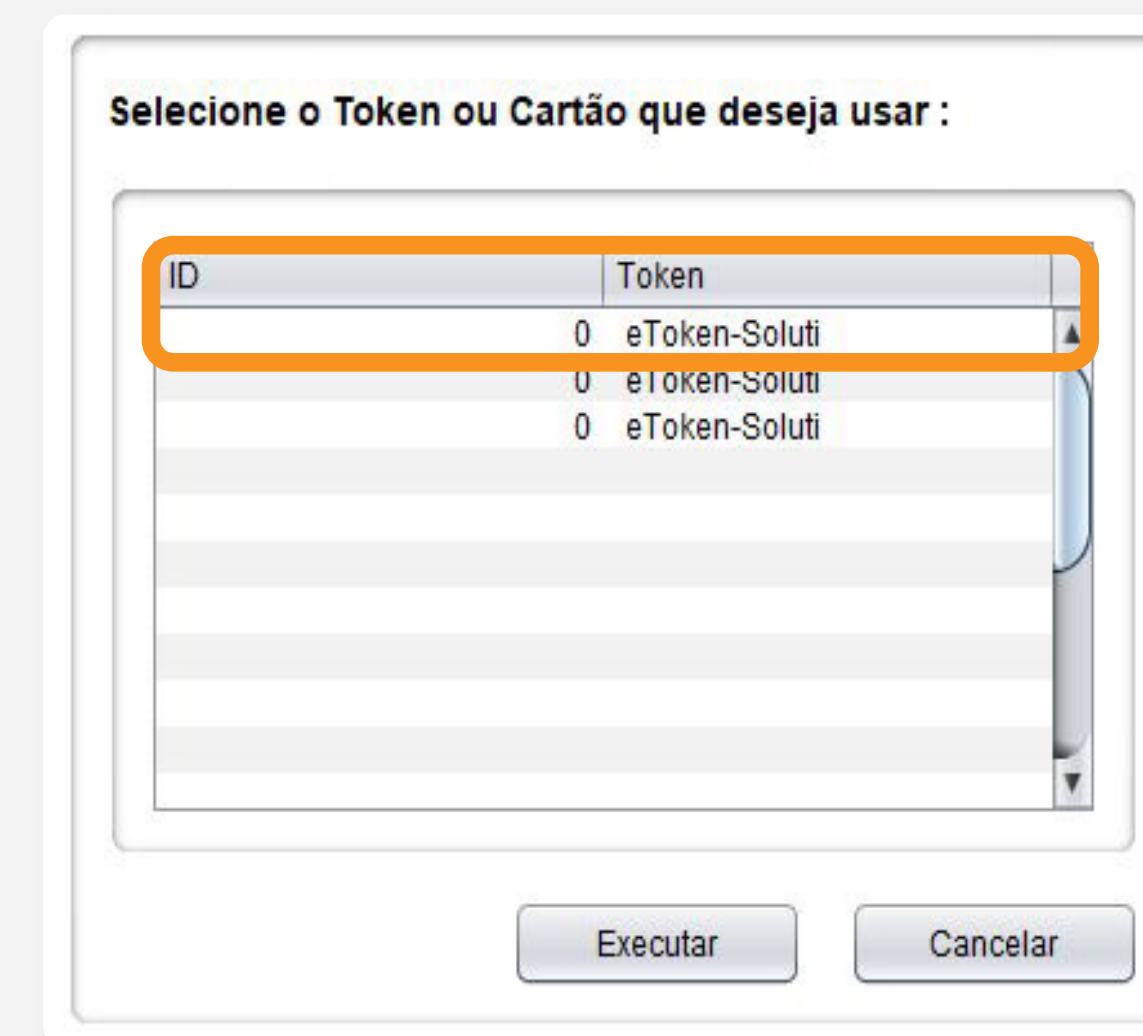 Selecione o Token ou Cartão que deseja usar :
ID Token
0 eToken-Soluti
0 eToken-Soluti
0 eToken-Soluti
Executar Cancelar